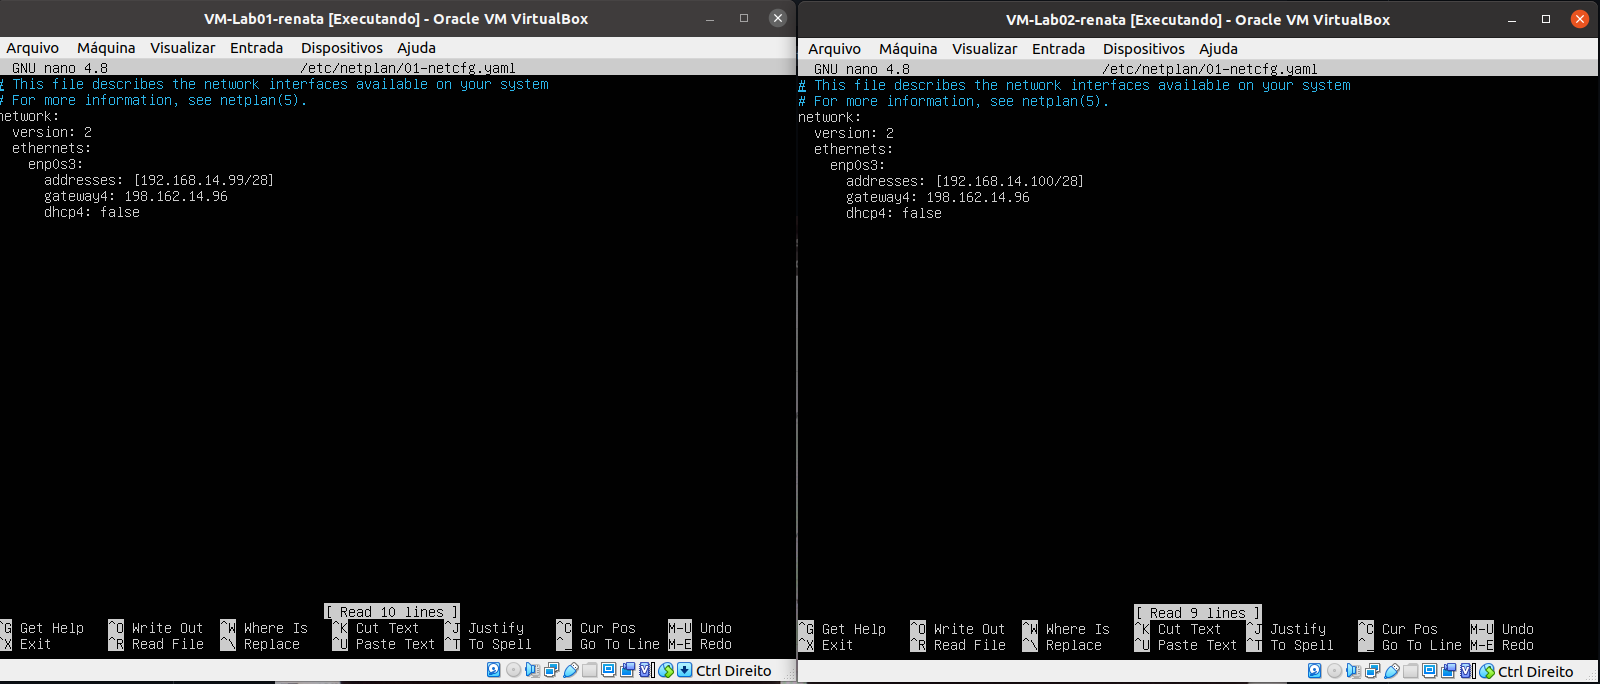 VM-Lab01-renata [Executando] - Oracle VM VirtualBox
Arquivo Máquina Visualizar Entrada Dispositivos Ajuda
GNU nano 4.8 /etc/netplan/01-netcfg.yaml
# This file describes the network interfaces available on your system
# For more information, see netplan(5).
network:
  version: 2
  ethernets:
    enp0s3:
      addresses: [192.168.14.99/28]
      gateway4: 198.162.14.96
      dhcp4: false
[ Read 10 lines ]
^G Get Help ^O Write Out ^W Where Is ^K Cut Text ^J Justify ^C Cur Pos M-U Undo
^X Exit ^R Read File ^\ Replace ^U Paste Text ^T To Spell ^_ Go To Line M-E Redo
Ctrl Direito
VM-Lab02-renata [Executando] - Oracle VM VirtualBox
Arquivo Máquina Visualizar Entrada Dispositivos Ajuda
GNU nano 4.8 /etc/netplan/01-netcfg.yaml
# This file describes the network interfaces available on your system
# For more information, see netplan(5).
network:
  version: 2
  ethernets:
    enp0s3:
      addresses: [192.168.14.100/28]
      gateway4: 198.162.14.96
      dhcp4: false
[ Read 9 lines ]
^G Get Help ^O Write Out ^W Where Is ^K Cut Text ^J Justify ^C Cur Pos M-U Undo
^X Exit ^R Read File ^\ Replace ^U Paste Text ^T To Spell ^_ Go To Line M-E Redo
Ctrl Direito